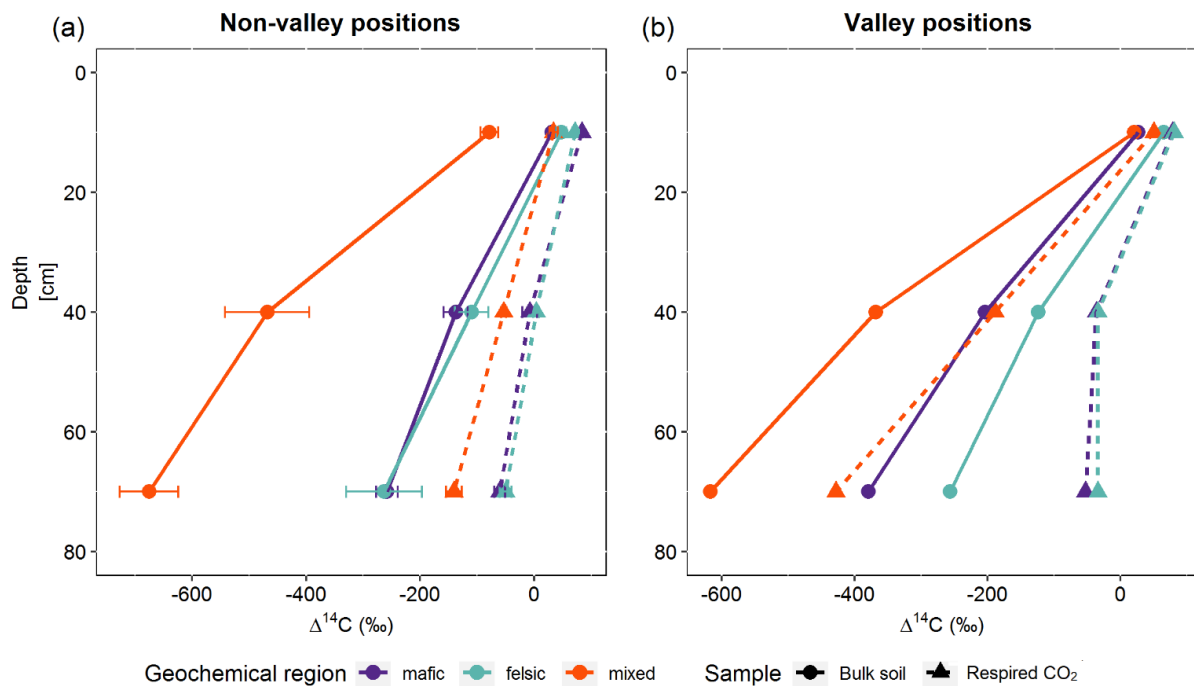 (a) Non-valley positions
(b) Valley positions
Depth
[cm]
0
20
40
60
80
-600 -400 -200 0
Δ¹⁴C (‰)
0
20
40
60
80
-600 -400 -200 0
Δ¹⁴C (‰)
Geochemical region mafic felsic mixed Sample Bulk soil Respired CO₂